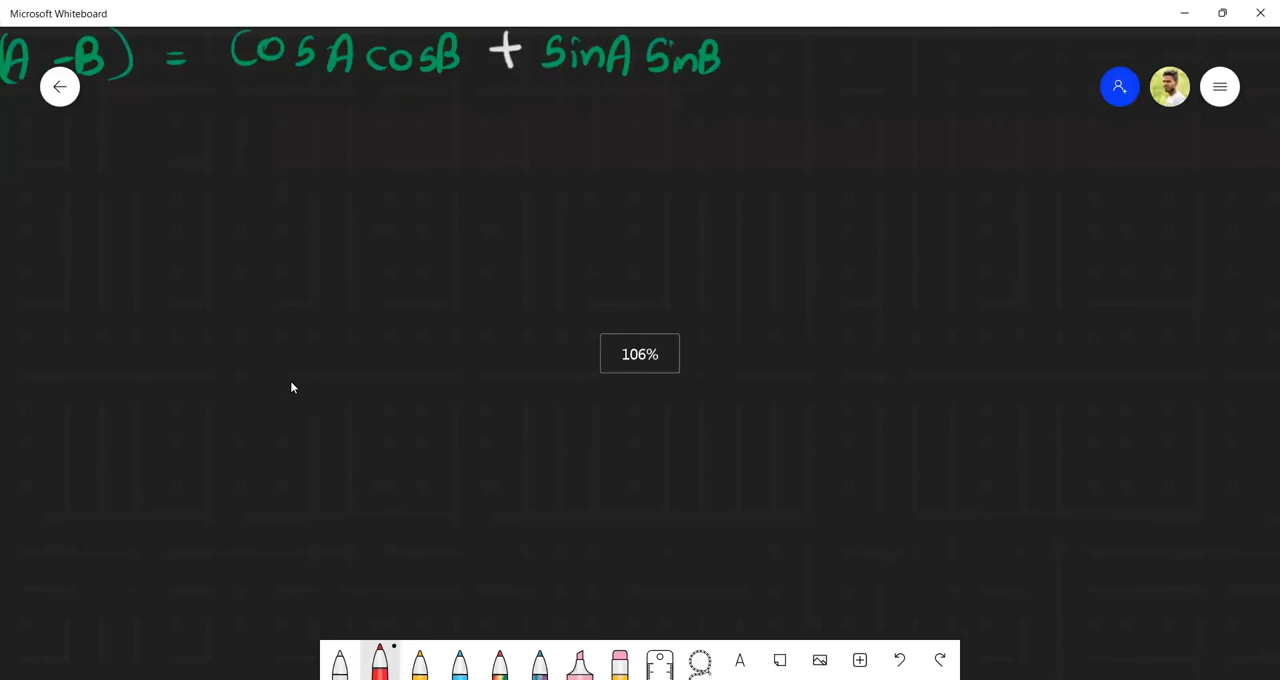 Microsoft Whiteboard
A - B) = cos A cos B + sin A sin B
106%